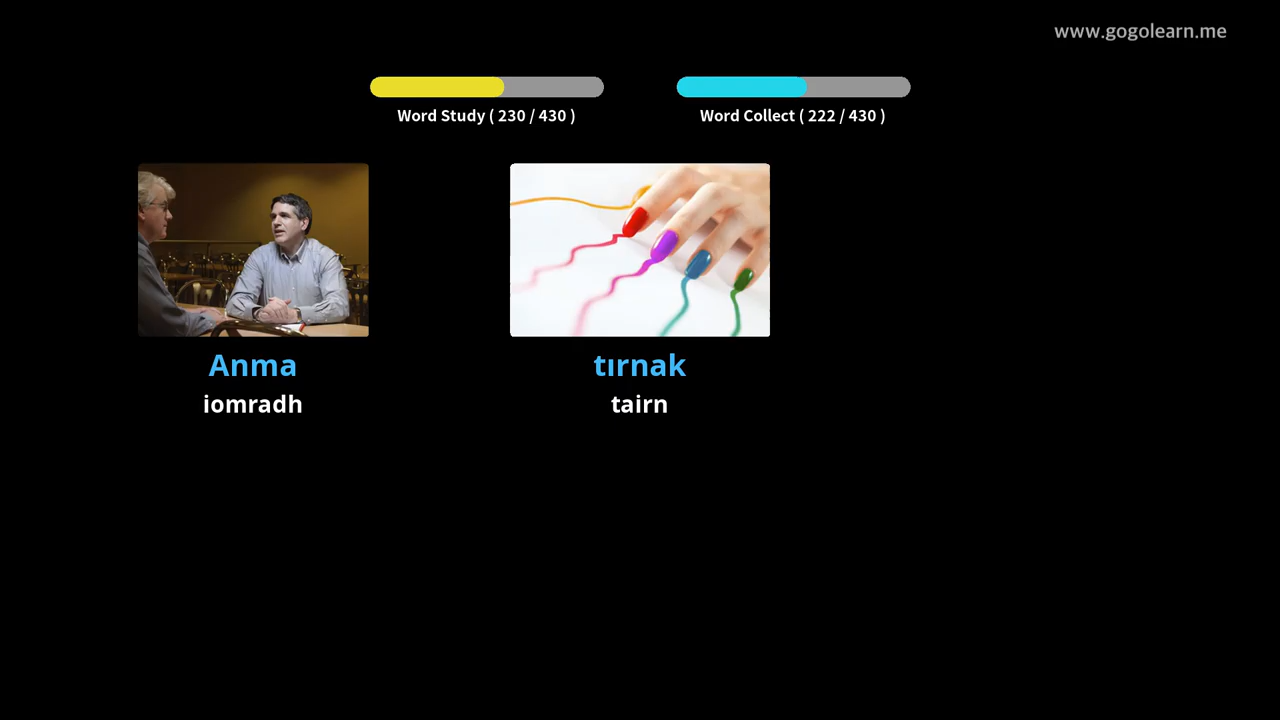 www.gogolearn.me
Word Study ( 230 / 430 )
Word Collect ( 222 / 430 )
Anma
iomradh
tırnak
tairn